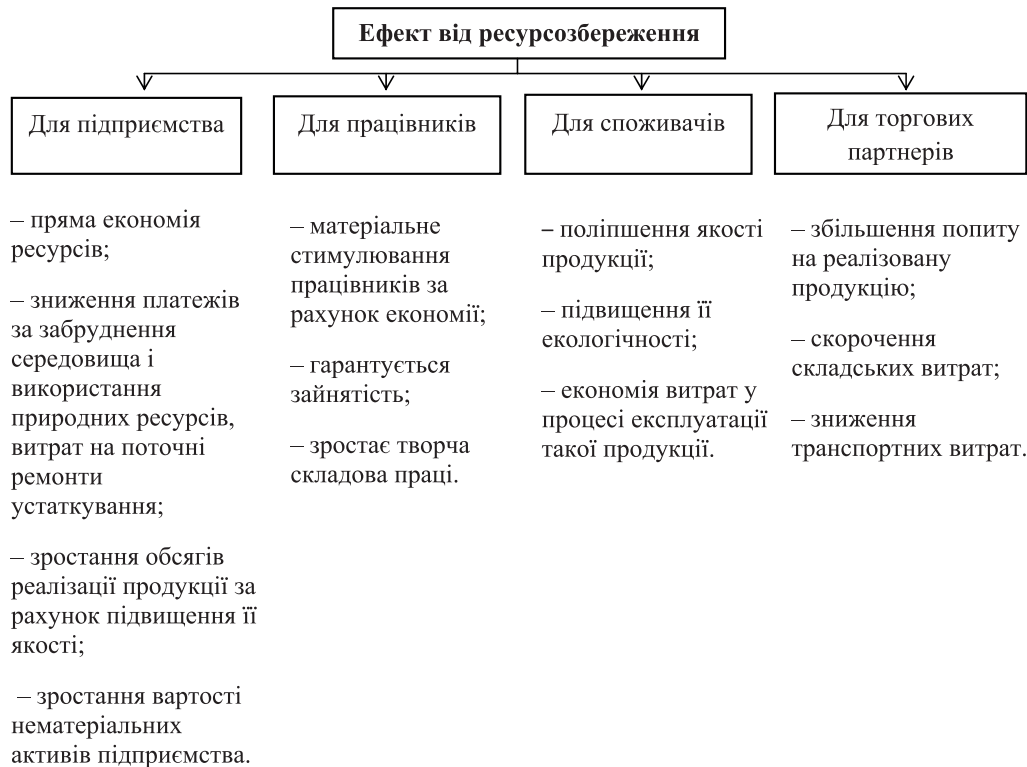 Ефект від ресурсозбереження
Для підприємства
Для працівників
Для споживачів
Для торгових
партнерів
– пряма економія
ресурсів;
– зниження платежів
за забруднення
середовища і
використання
природних ресурсів,
витрат на поточні
ремонти
устаткування;
– зростання обсягів
реалізації продукції за
рахунок підвищення її
якості;
– зростання вартості
нематеріальних
активів підприємства.
– матеріальне
стимулювання
працівників за
рахунок економії;
– гарантується
зайнятість;
– зростає творча
складова праці.
– поліпшення якості
продукції;
– підвищення її
екологічності;
– економія витрат у
процесі експлуатації
такої продукції.
– збільшення попиту
на реалізовану
продукцію;
– скорочення
складських витрат;
– зниження
транспортних витрат.